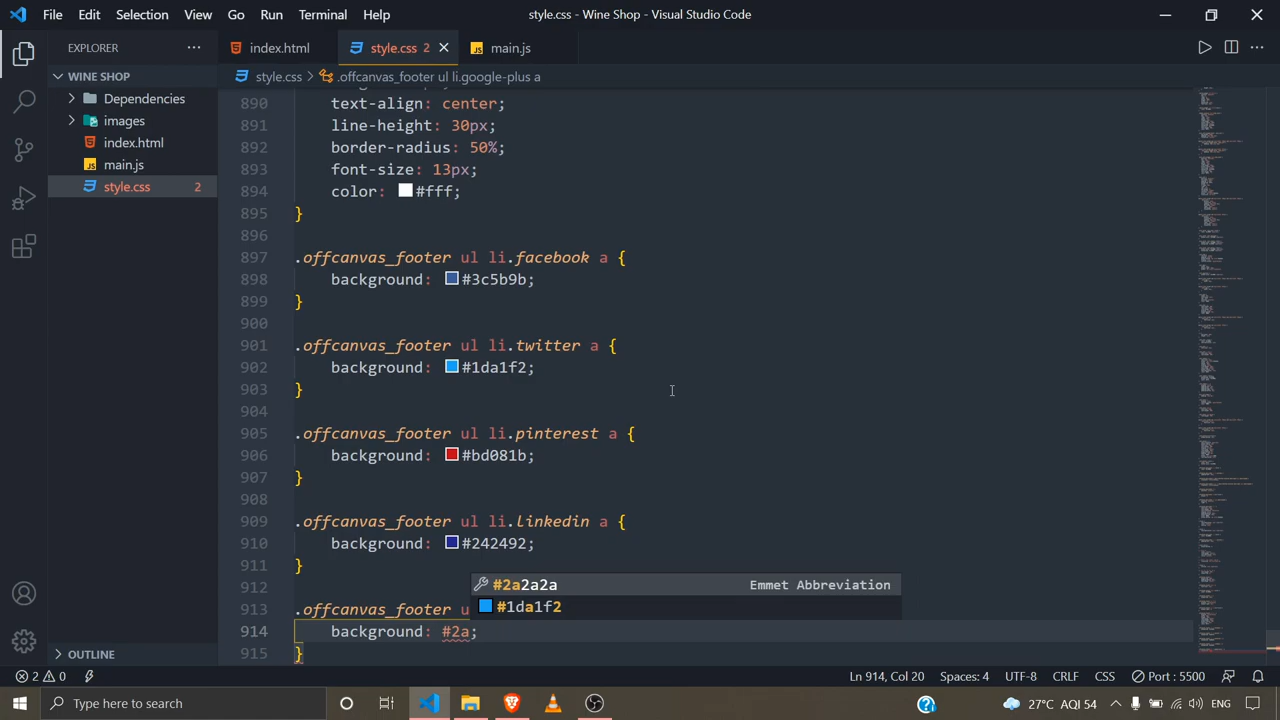 File Edit Selection View Go Run Terminal Help style.css - Wine Shop - Visual Studio Code
EXPLORER
index.html
style.css 2
main.js
WINE SHOP
style.css > .offcanvas_footer ul li.google-plus a
Dependencies
images
index.html
main.js
style.css 2
890 text-align: center;
891 line-height: 30px;
892 border-radius: 50%;
893 font-size: 13px;
894 color: #fff;
895 }
896
897 .offcanvas_footer ul li.facebook a {
898 background: #3c5b9b;
899 }
900
901 .offcanvas_footer ul li.twitter a {
902 background: #1da1f2;
903 }
904
905 .offcanvas_footer ul li.pinterest a {
906 background: #bd081b;
907 }
908
909 .offcanvas_footer ul li.linkedin a {
910 background:
911 }
912
#2a2a2a Emmet Abbreviation
#1da1f2
913 .offcanvas_footer u
914 background: #2a;
915 }
OUTLINE
2 0 Ln 914, Col 20 Spaces: 4 UTF-8 CRLF CSS Port : 5500
Type here to search
27°C AQI 54 ENG